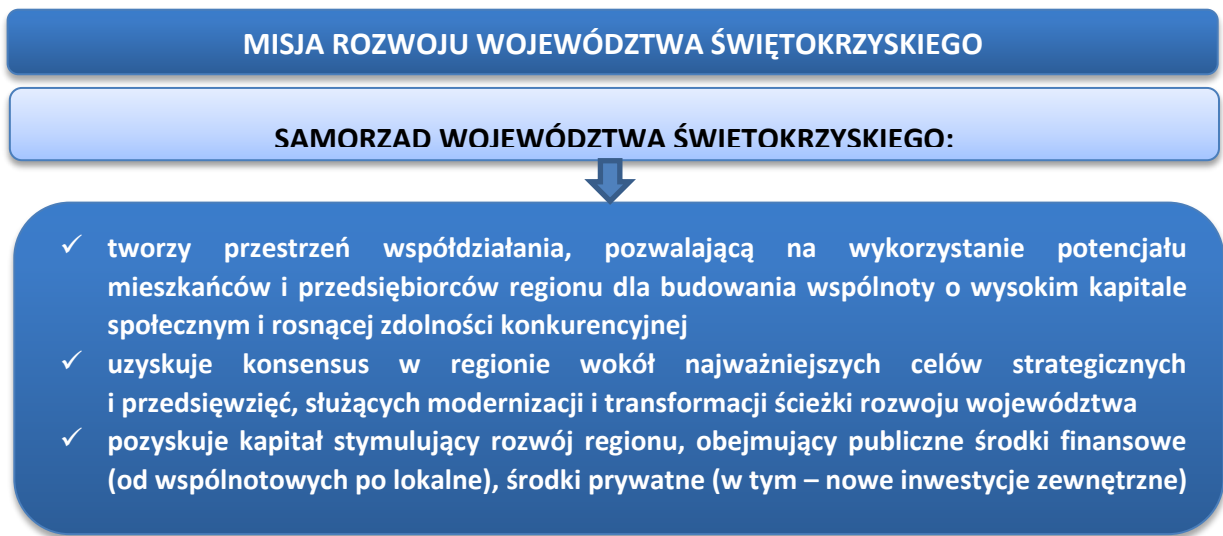 MISJA ROZWOJU WOJEWÓDZTWA ŚWIĘTOKRZYSKIEGO
SAMORZĄD WOJEWÓDZTWA ŚWIĘTOKRZYSKIEGO:
✓ tworzy przestrzeń współdziałania, pozwalającą na wykorzystanie potencjału
mieszkańców i przedsiębiorców regionu dla budowania wspólnoty o wysokim kapitale
społecznym i rosnącej zdolności konkurencyjnej
✓ uzyskuje konsensus w regionie wokół najważniejszych celów strategicznych
i przedsięwzięć, służących modernizacji i transformacji ścieżki rozwoju województwa
✓ pozyskuje kapitał stymulujący rozwój regionu, obejmujący publiczne środki finansowe
(od wspólnotowych po lokalne), środki prywatne (w tym – nowe inwestycje zewnętrzne)